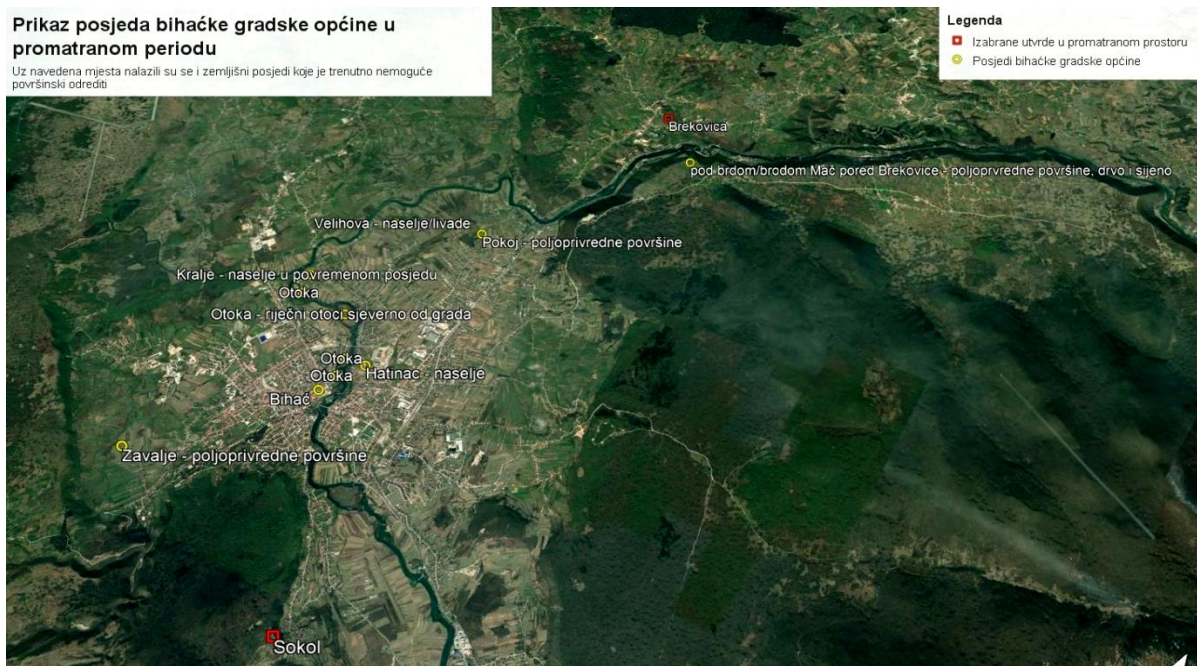 Prikaz posjeda bihaćke gradske općine u
promatranom periodu
Uz navedena mjesta nalazili su se i zemljišni posjedi koje je trenutno nemoguće
površinski odrediti
Legenda
Izabrane utvrde u promatranom prostoru
Posjedi bihaćke gradske općine
Brekovica
pod brdom/brodom Mač pored Brekovice - poljoprvredne površine, drvo i sijeno
Velihova - naselje/livade
Pokoj - poljoprivredne površine
Kralje - naselje u povremenom posjedu
Otoka
Otoka - riječni otoci sjeverno od grada
Otoka
Hatinac - naselje
Otoka
Bihać
Zavalje - poljoprivredne površine
Sokol